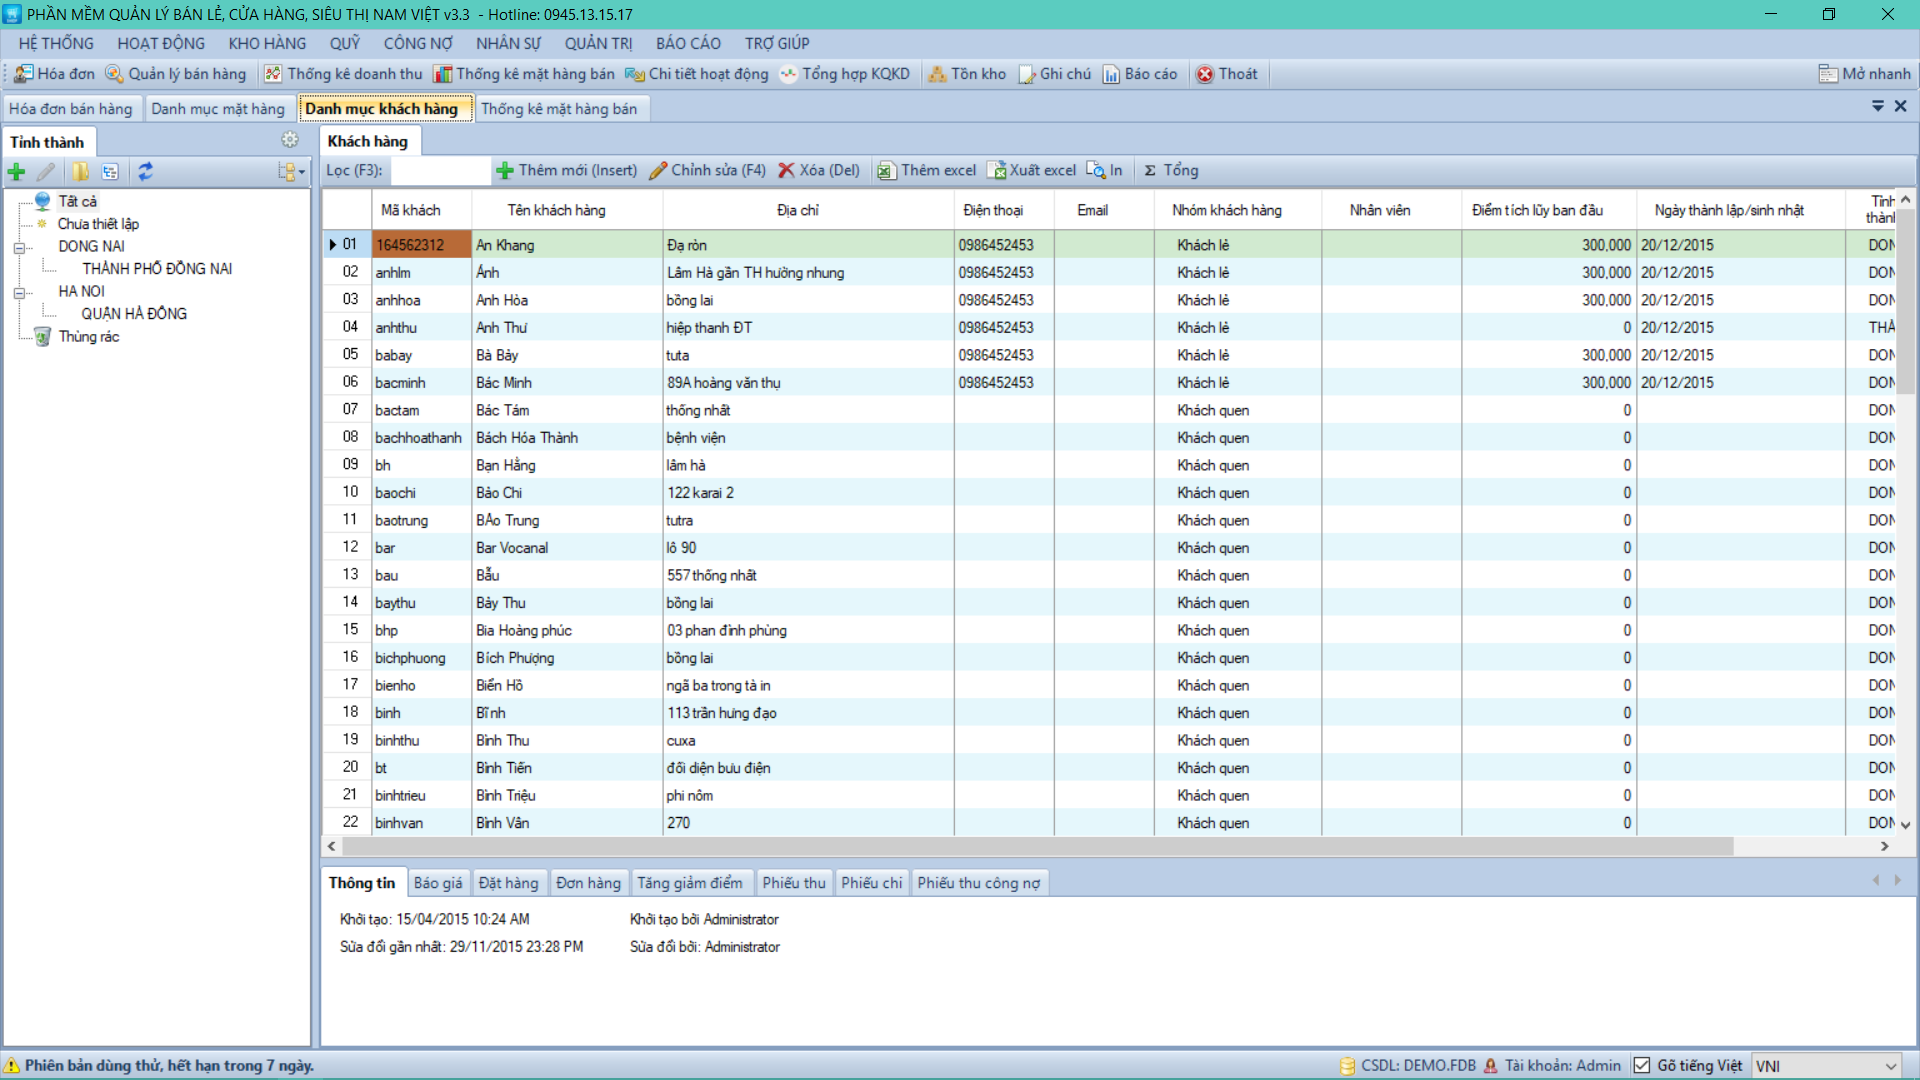 PHẦN MỀM QUẢN LÝ BÁN LẺ, CỬA HÀNG, SIÊU THỊ NAM VIỆT v3.3 - Hotline: 0945.13.15.17
HỆ THỐNG HOẠT ĐỘNG KHO HÀNG QUỸ CÔNG NỢ NHÂN SỰ QUẢN TRỊ BÁO CÁO TRỢ GIÚP
Hóa đơn Quản lý bán hàng Thống kê doanh thu Thống kê mặt hàng bán Chi tiết hoạt động Tổng hợp KQKD Tồn kho Ghi chú Báo cáo Thoát Mở nhanh
Hóa đơn bán hàng Danh mục mặt hàng Danh mục khách hàng Thống kê mặt hàng bán
Tỉnh thành
Tất cả
Chưa thiết lập
DONG NAI
THÀNH PHỐ ĐỒNG NAI
HA NOI
QUẬN HÀ ĐÔNG
Thùng rác
Khách hàng
Lọc (F3): Thêm mới (Insert) Chỉnh sửa (F4) Xóa (Del) Thêm excel Xuất excel In Σ Tổng
Mã khách Tên khách hàng Địa chỉ Điện thoại Email Nhóm khách hàng Nhân viên Điểm tích lũy ban đầu Ngày thành lập/sinh nhật Tỉnh thành
01 164562312 An Khang Đạ ròn 0986452453 Khách lẻ 300,000 20/12/2015 DON
02 anhlm Ánh Lâm Hà gần TH hường nhung 0986452453 Khách lẻ 300,000 20/12/2015 DON
03 anhhoa Anh Hòa bồng lai 0986452453 Khách lẻ 300,000 20/12/2015 DON
04 anhthu Anh Thư hiệp thanh ĐT 0986452453 Khách lẻ 0 20/12/2015 THÀ
05 babay Bà Bảy tuta 0986452453 Khách lẻ 300,000 20/12/2015 DON
06 bacminh Bác Minh 89A hoàng văn thụ 0986452453 Khách lẻ 300,000 20/12/2015 DON
07 bactam Bác Tám thống nhất Khách quen 0 DON
08 bachhoathanh Bách Hóa Thành bệnh viện Khách quen 0 DON
09 bh Bạn Hằng lâm hà Khách quen 0 DON
10 baochi Bảo Chi 122 karai 2 Khách quen 0 DON
11 baotrung BẢo Trung tutra Khách quen 0 DON
12 bar Bar Vocanal lô 90 Khách quen 0 DON
13 bau Bẫu 557 thống nhất Khách quen 0 DON
14 baythu Bảy Thu bồng lai Khách quen 0 DON
15 bhp Bia Hoàng phúc 03 phan đình phùng Khách quen 0 DON
16 bichphuong Bích Phượng bồng lai Khách quen 0 DON
17 bienho Biển Hồ ngã ba trong tà in Khách quen 0 DON
18 binh Bĩnh 113 trần hưng đạo Khách quen 0 DON
19 binhthu Bình Thu cuxa Khách quen 0 DON
20 bt Bình Tiến đối diện bưu điện Khách quen 0 DON
21 binhtrieu Bình Triệu phi nôm Khách quen 0 DON
22 binhvan Bình Vân 270 Khách quen 0 DON
Thông tin Báo giá Đặt hàng Đơn hàng Tăng giảm điểm Phiếu thu Phiếu chi Phiếu thu công nợ
Khởi tạo: 15/04/2015 10:24 AM Khởi tạo bởi Administrator
Sửa đổi gần nhất: 29/11/2015 23:28 PM Sửa đổi bởi: Administrator
Phiên bản dùng thử, hết hạn trong 7 ngày. CSDL: DEMO.FDB Tài khoản: Admin Gõ tiếng Việt VNI